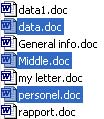 data1.doc
data.doc
General info.doc
Middle.doc
my letter.doc
personel.doc
rapport.doc